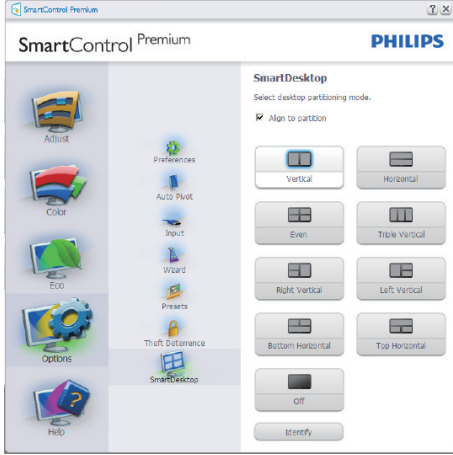 SmartControl Premium
SmartControl Premium
PHILIPS
Adjust
Color
Eco
Options
Help
Preferences
Auto Pivot
Input
Wizard
Presets
Theft Deterrence
SmartDesktop
SmartDesktop
Select desktop partitioning mode.
Align to partition
Vertical
Horizontal
Even
Triple Vertical
Right Vertical
Left Vertical
Bottom Horizontal
Top Horizontal
Off
Identify